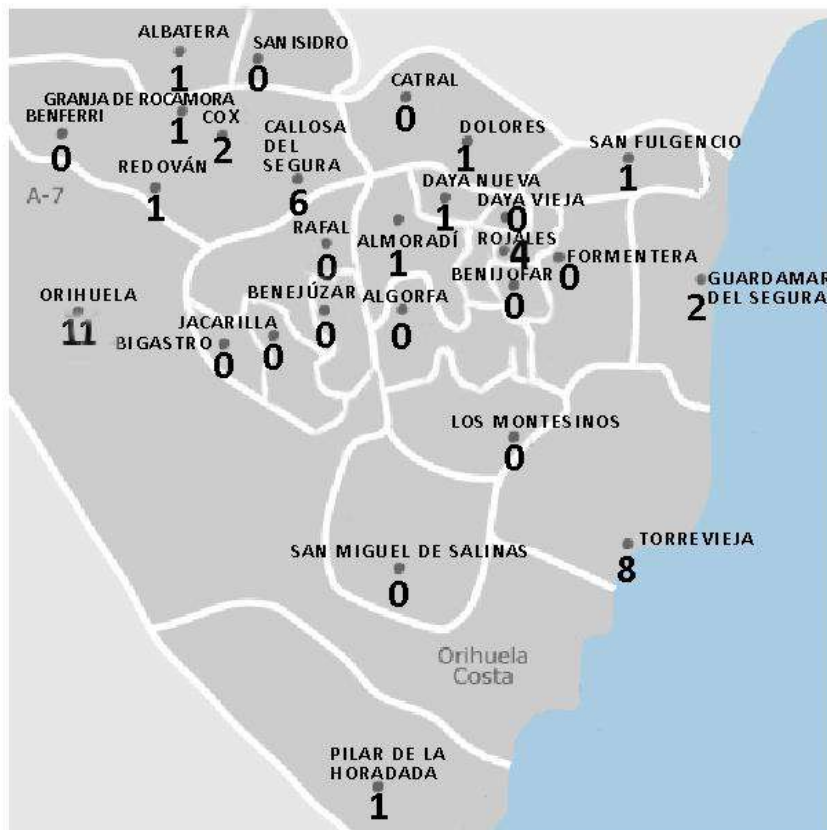 ALBATERA
1
SAN ISIDRO
0
CATRAL
0
GRANJA DE ROCAMORA
1
BENFERRI
0
COX
2
CALLOSA
DEL
SEGURA
6
DOLORES
1
SAN FULGENCIO
1
REDOVÁN
1
A-7
DAYA NUEVA
1
DAYA VIEJA
0
RAFAL
0
ALMORADÍ
1
ROJALES
4
FORMENTERA
0
BENIJOFAR
0
GUARDAMAR
DEL SEGURA
2
ORIHUELA
11
BENEJÚZAR
0
ALGORFA
0
JACARILLA
0
BIGASTRO
0
LOS MONTESINOS
0
TORREVIEJA
8
SAN MIGUEL DE SALINAS
0
Orihuela
Costa
PILAR DE LA
HORADADA
1